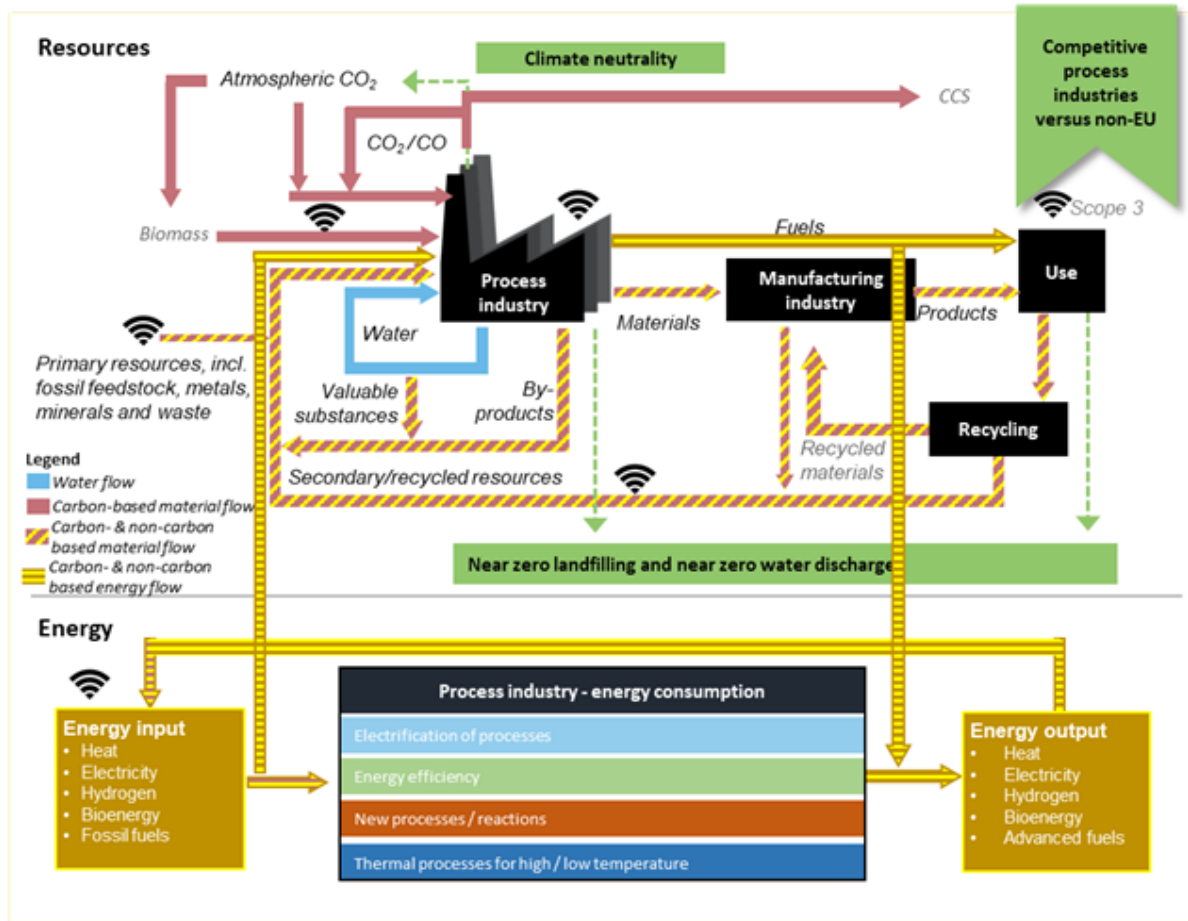 Resources
Climate neutrality
Competitive
process
industries
versus non-EU
Atmospheric CO₂
CCS
CO₂/CO
Biomass
Scope 3
Fuels
Process
industry
Manufacturing
industry
Use
Water
Materials
Products
Primary resources, incl.
fossil feedstock, metals,
minerals and waste
Valuable
substances
By-
products
Recycling
Recycled
materials
Secondary/recycled resources
Legend
Water flow
Carbon-based material flow
Carbon- & non-carbon
based material flow
Carbon- & non-carbon
based energy flow
Near zero landfilling and near zero water discharge
Energy
Process industry - energy consumption
Electrification of processes
Energy efficiency
New processes / reactions
Thermal processes for high / low temperature
Energy input
• Heat
• Electricity
• Hydrogen
• Bioenergy
• Fossil fuels
Energy output
• Heat
• Electricity
• Hydrogen
• Bioenergy
• Advanced fuels